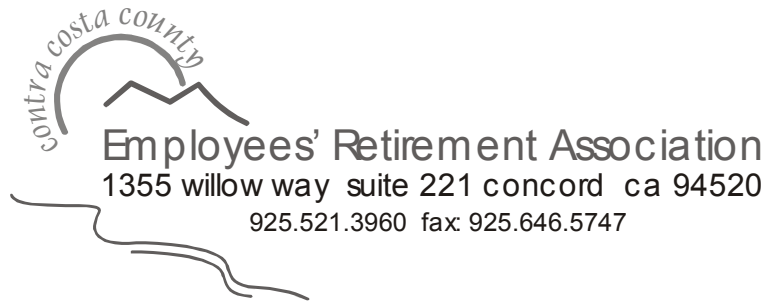 contra costa county
Employees' Retirement Association
1355 willow way suite 221 concord ca 94520
925.521.3960 fax: 925.646.5747